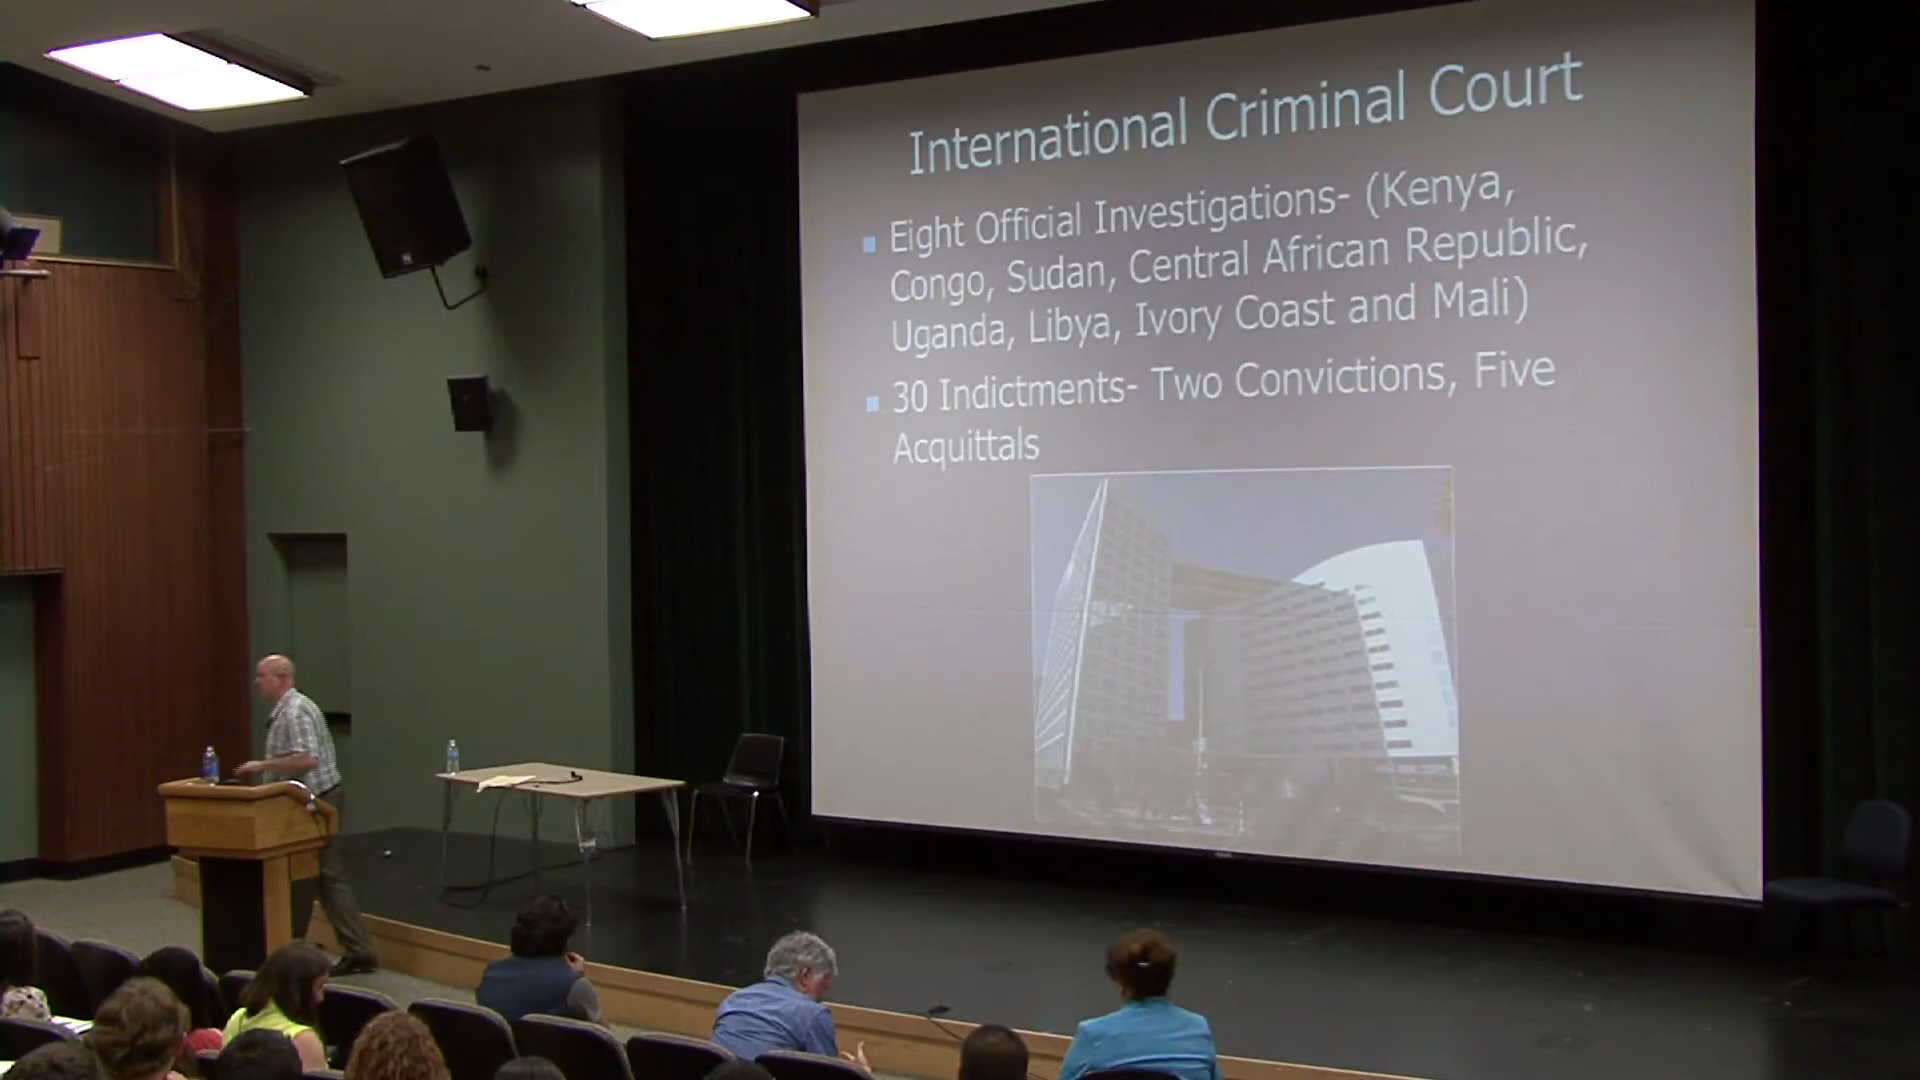 International Criminal Court
Eight Official Investigations- (Kenya,
Congo, Sudan, Central African Republic,
Uganda, Libya, Ivory Coast and Mali)
30 Indictments- Two Convictions, Five
Acquittals